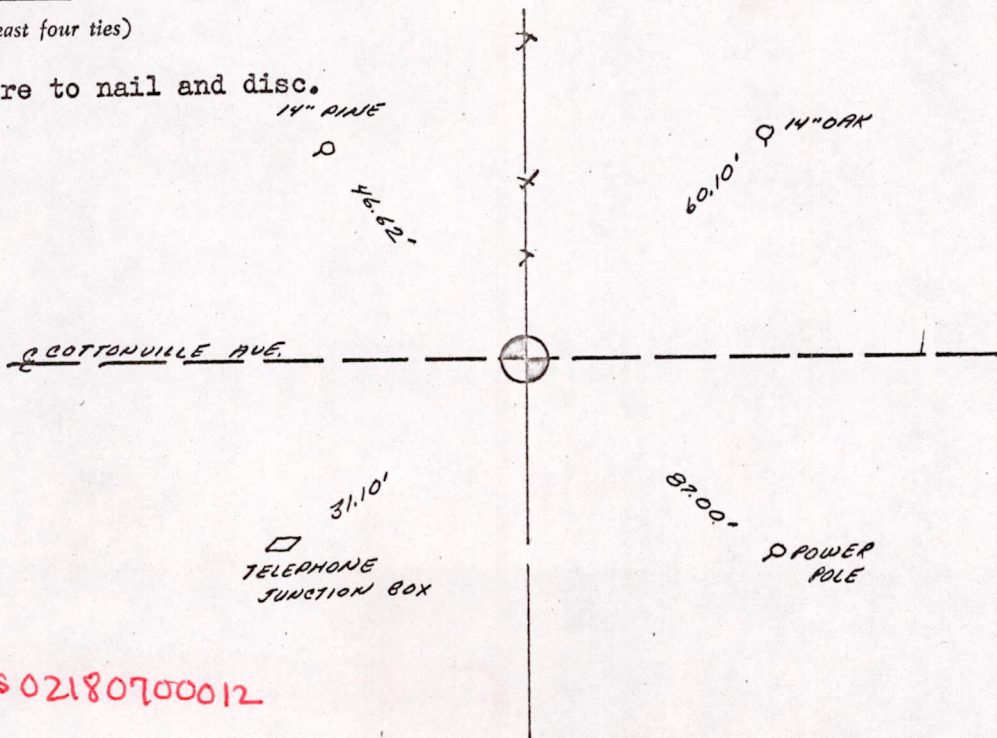 east four ties)
re to nail and disc.
14" PINE
14" OAK
46.62'
60.10'
℄ COTTONVILLE AVE.
31.10'
87.00'
TELEPHONE
JUNCTION BOX
POWER
POLE
S 02180700012